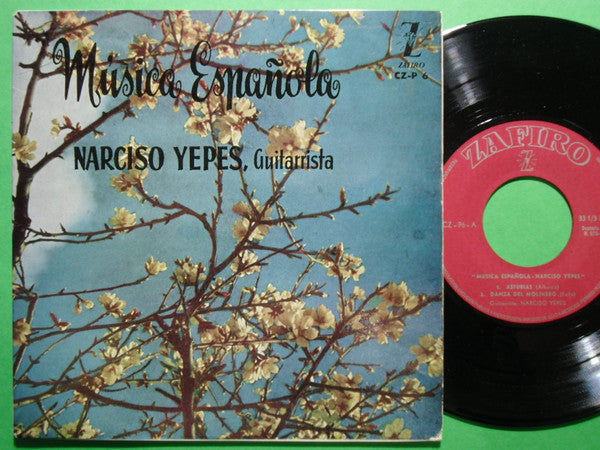 Música Española
Z
ZAFIRO
CZ-P 6
NARCISO YEPES, Guitarrista
ZAFIRO
Z
CZ-P6-A
33 1/3
"MUSICA ESPAÑOLA-NARCISO YEPES"
1. ASTURIAS (Albeniz)
2. DANZA DEL MOLINERO (Falla)
Guitarrista: NARCISO YEPES